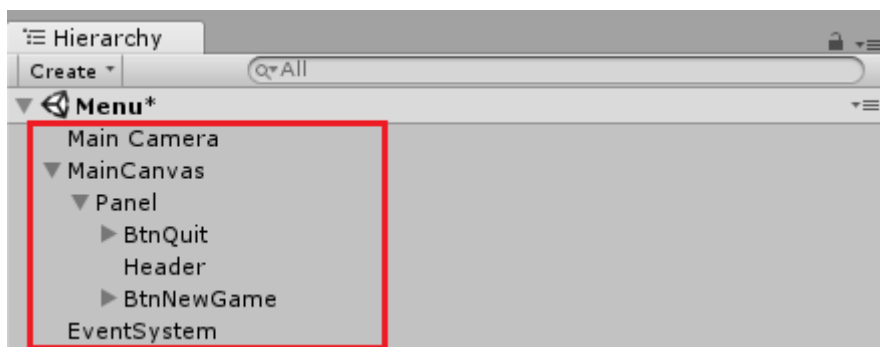 Hierarchy
Create All
Menu*
Main Camera
MainCanvas
Panel
BtnQuit
Header
BtnNewGame
EventSystem